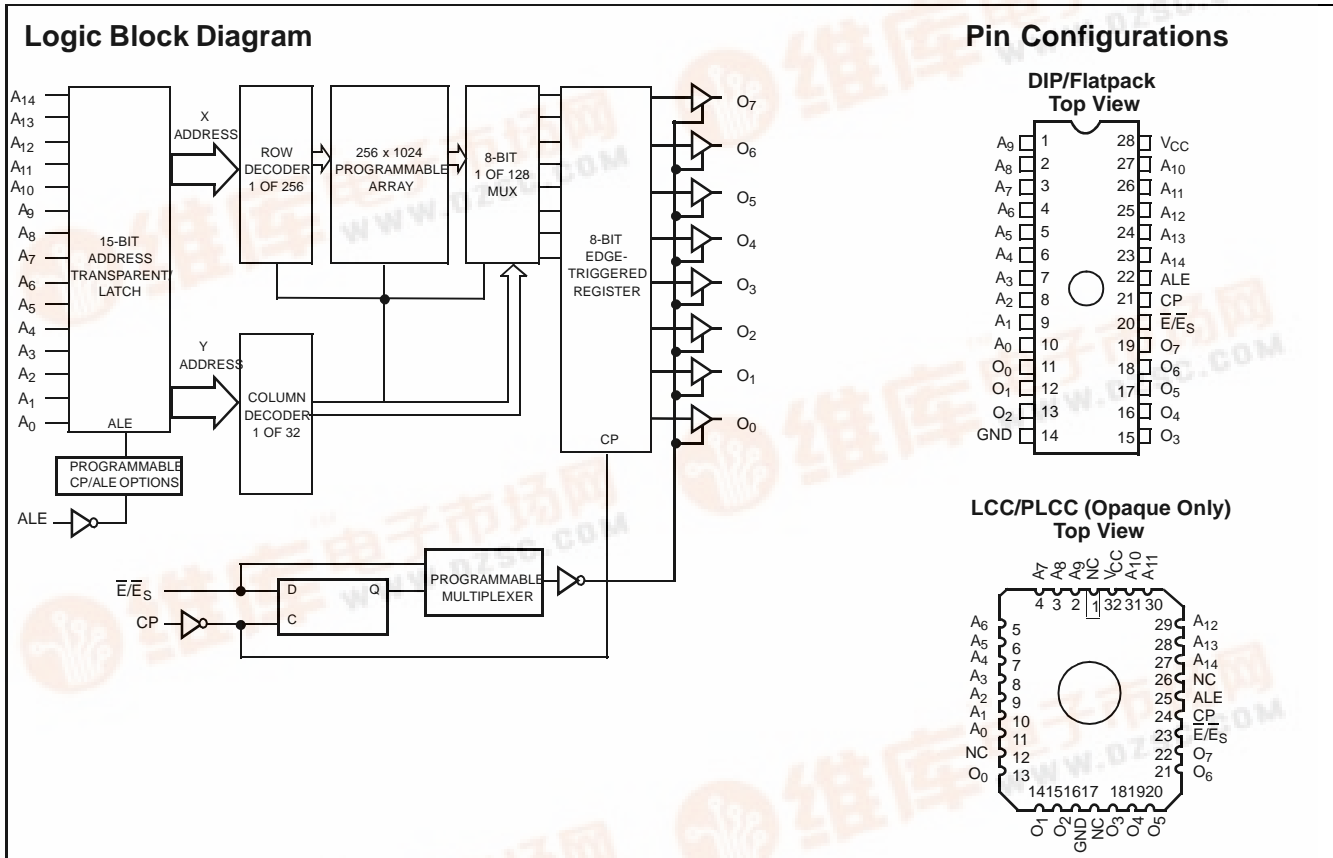 Logic Block Diagram
A14
A13
A12
A11
A10
A9
A8
A7
A6
A5
A4
A3
A2
A1
A0
15-BIT
ADDRESS
TRANSPARENT/
LATCH
ALE
X
ADDRESS
Y
ADDRESS
ROW
DECODER
1 OF 256
256 x 1024
PROGRAMMABLE
ARRAY
8-BIT
1 OF 128
MUX
COLUMN
DECODER
1 OF 32
8-BIT
EDGE-
TRIGGERED
REGISTER
CP
O7
O6
O5
O4
O3
O2
O1
O0
PROGRAMMABLE
CP/ALE OPTIONS
ALE
E̅/E̅S
CP
D
Q
C
PROGRAMMABLE
MULTIPLEXER
Pin Configurations
DIP/Flatpack
Top View
A9 1 28 VCC
A8 2 27 A10
A7 3 26 A11
A6 4 25 A12
A5 5 24 A13
A4 6 23 A14
A3 7 22 ALE
A2 8 21 CP
A1 9 20 E̅/E̅S
A0 10 19 O7
O0 11 18 O6
O1 12 17 O5
O2 13 16 O4
GND 14 15 O3
LCC/PLCC (Opaque Only)
Top View
A7 A8 A9 NC VCC A10 A11
4 3 2 1 32 31 30
A6 5 29 A12
A5 6 28 A13
A4 7 27 A14
A3 8 26 NC
A2 9 25 ALE
A1 10 24 CP
A0 11 23 E̅/E̅S
NC 12 22 O7
O0 13 21 O6
14 15 16 17 18 19 20
O1 O2 GND NC O3 O4 O5
维库电子市场网
WWW.DZSC.COM